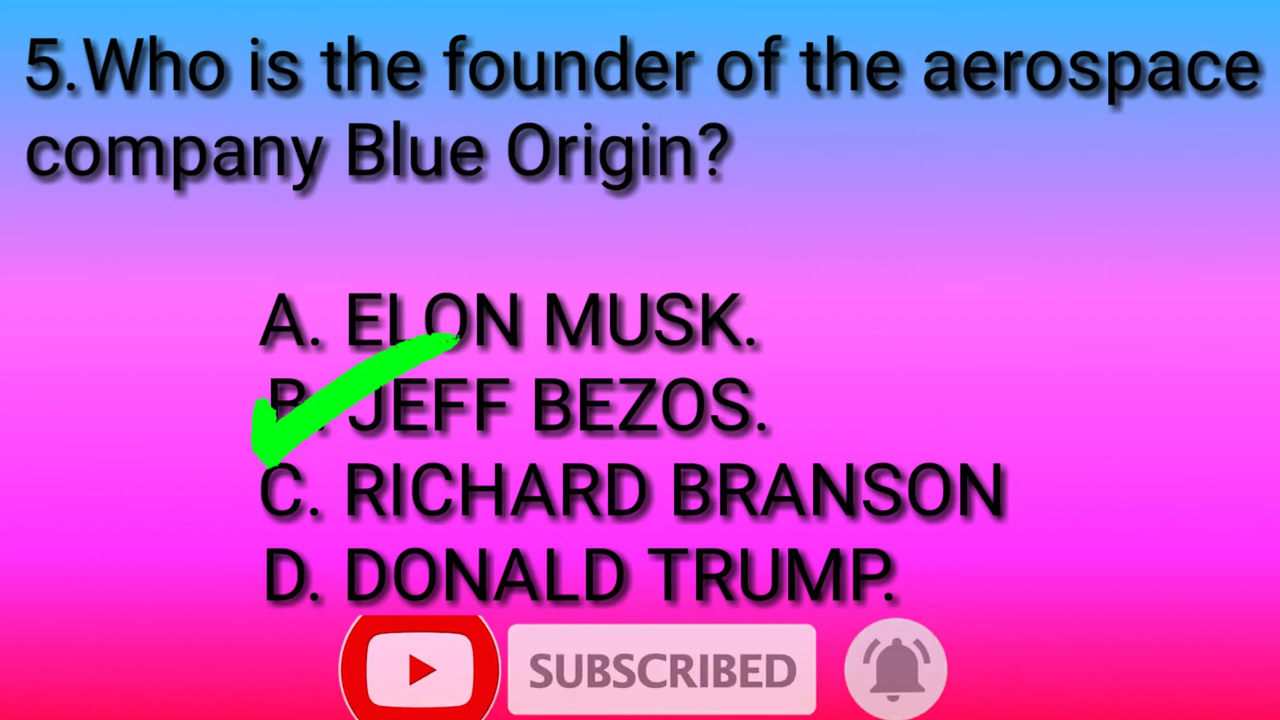 5.Who is the founder of the aerospace
company Blue Origin?
A. ELON MUSK.
B. JEFF BEZOS.
C. RICHARD BRANSON
D. DONALD TRUMP.
SUBSCRIBED